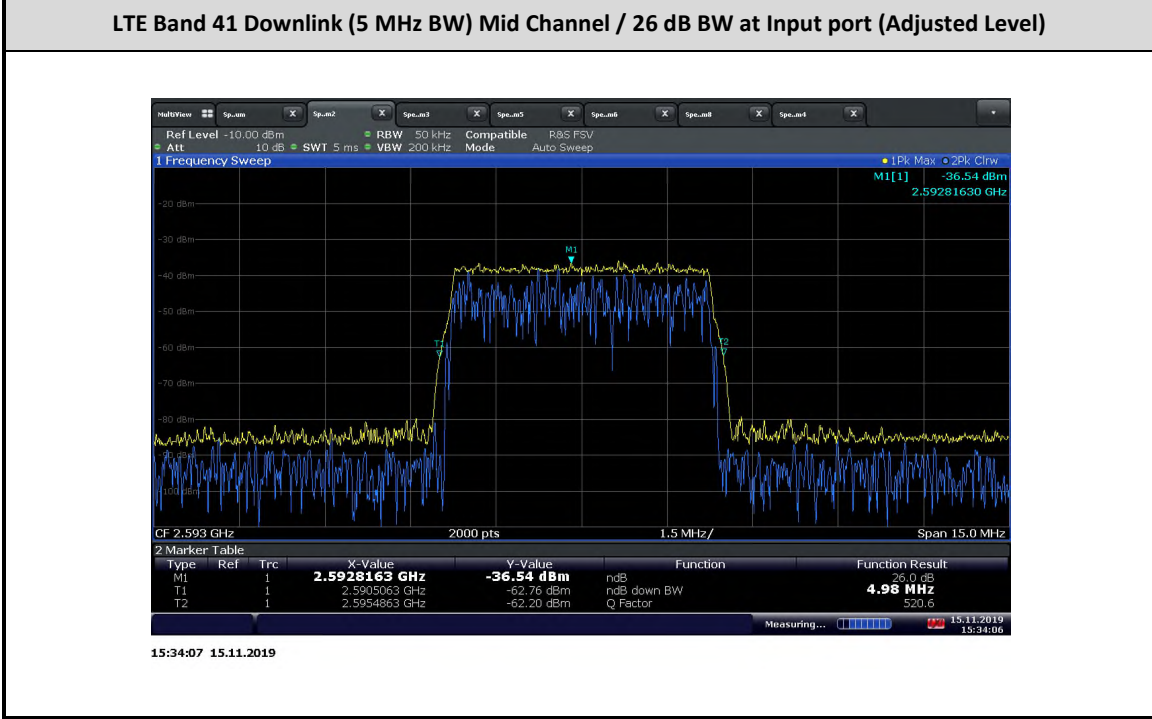 LTE Band 41 Downlink (5 MHz BW) Mid Channel / 26 dB BW at Input port (Adjusted Level)
MultiView Sp..um X Sp..m2 X Spe..m3 X Spe..m5 X Spe..m6 X Spe..m8 X Spe..m4 X
Ref Level -10.00 dBm RBW 50 kHz Compatible R&S FSV
Att 10 dB SWT 5 ms VBW 200 kHz Mode Auto Sweep
1 Frequency Sweep 1Pk Max 2Pk Clrw
M1[1] -36.54 dBm
2.59281630 GHz
-20 dBm
-30 dBm
M1
-40 dBm
-50 dBm
-60 dBm
T2
-70 dBm
-80 dBm
CF 2.593 GHz 2000 pts 1.5 MHz/ Span 15.0 MHz
2 Marker Table
Type Ref Trc X-Value Y-Value Function Function Result
M1 1 2.5928163 GHz -36.54 dBm ndB 26.0 dB
T1 1 2.5905063 GHz -62.76 dBm ndB down BW 4.98 MHz
T2 1 2.5954863 GHz -62.20 dBm Q Factor 520.6
Measuring... 15.11.2019
15:34:06
15:34:07 15.11.2019